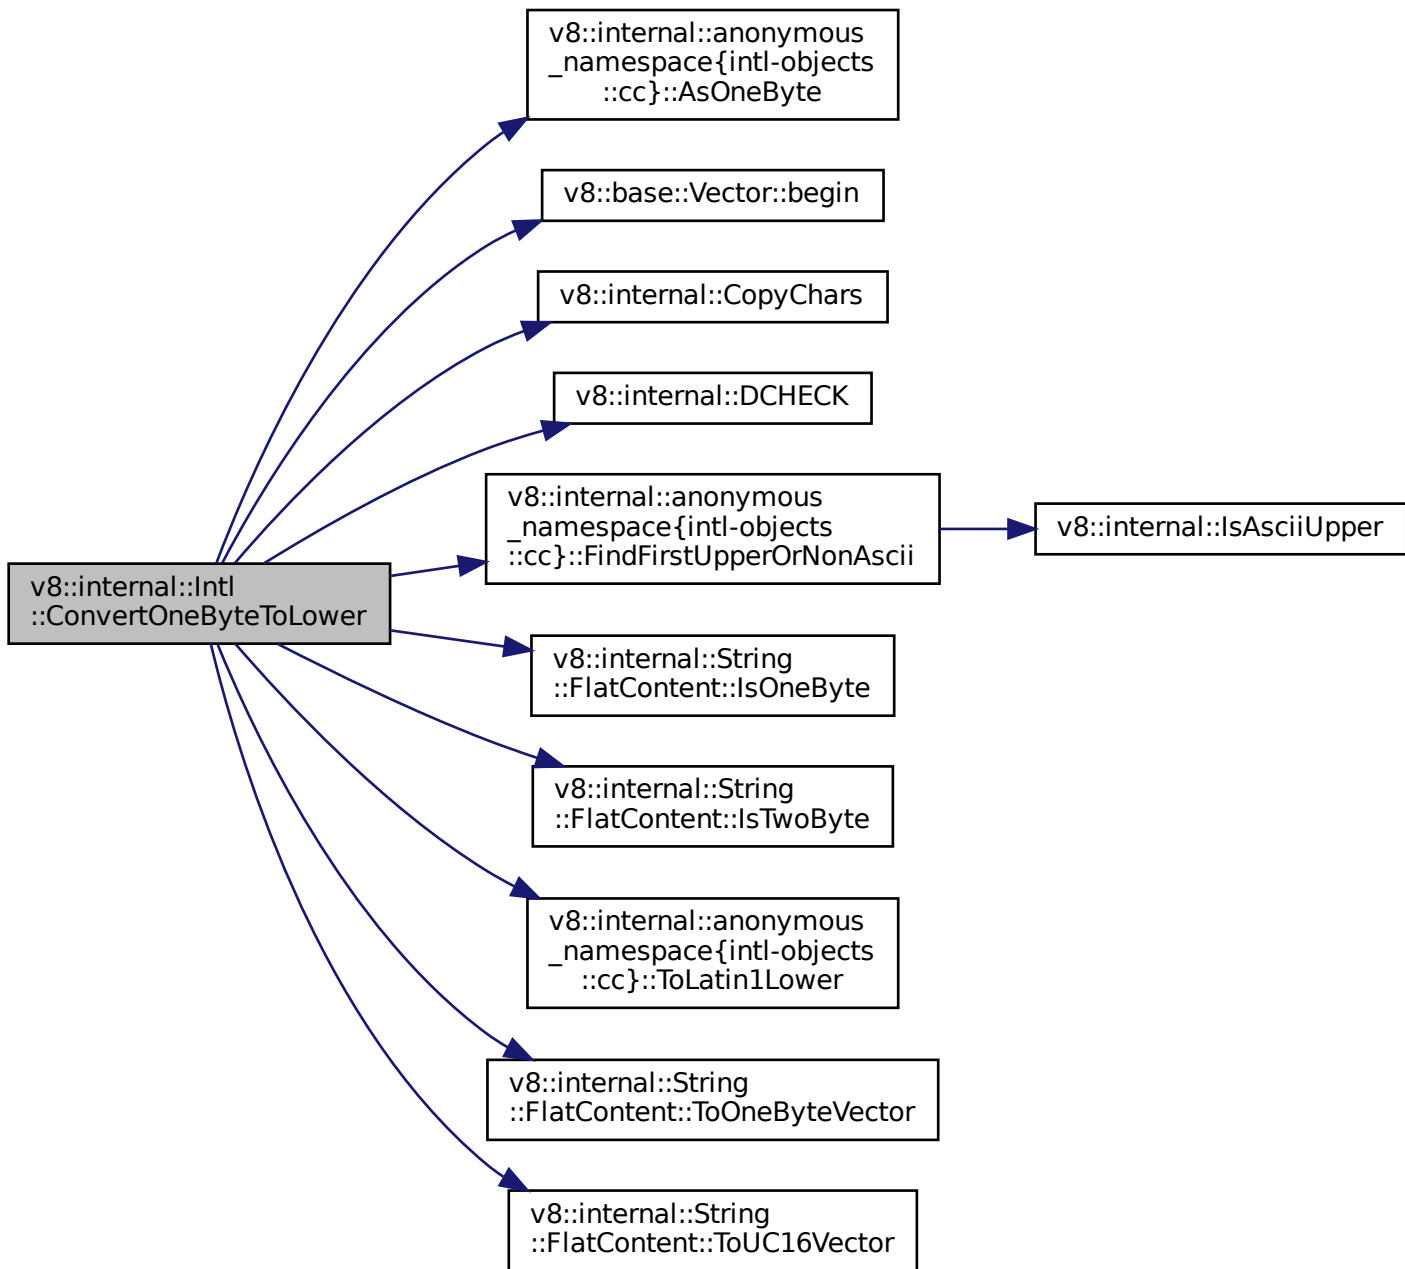 v8::internal::anonymous
_namespace{intl-objects
::cc}::AsOneByte
v8::base::Vector::begin
v8::internal::CopyChars
v8::internal::DCHECK
v8::internal::anonymous
_namespace{intl-objects
::cc}::FindFirstUpperOrNonAscii
v8::internal::IsAsciiUpper
v8::internal::Intl
::ConvertOneByteToLower
v8::internal::String
::FlatContent::IsOneByte
v8::internal::String
::FlatContent::IsTwoByte
v8::internal::anonymous
_namespace{intl-objects
::cc}::ToLatin1Lower
v8::internal::String
::FlatContent::ToOneByteVector
v8::internal::String
::FlatContent::ToUC16Vector